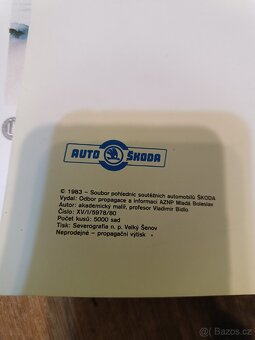 AUTO ŠKODA
© 1983 – Soubor pohlednic soutěžních automobilů ŠKODA
Vydal: Odbor propagace a informací AZNP Mladá Boleslav
Autor: akademický malíř, profesor Vladimír Bidlo
Číslo: XV/1/5978/80
Počet kusů: 5000 sad
Tisk: Severografia n. p. Velký Šenov
Neprodejné – propagační výtisk
Bazos.cz